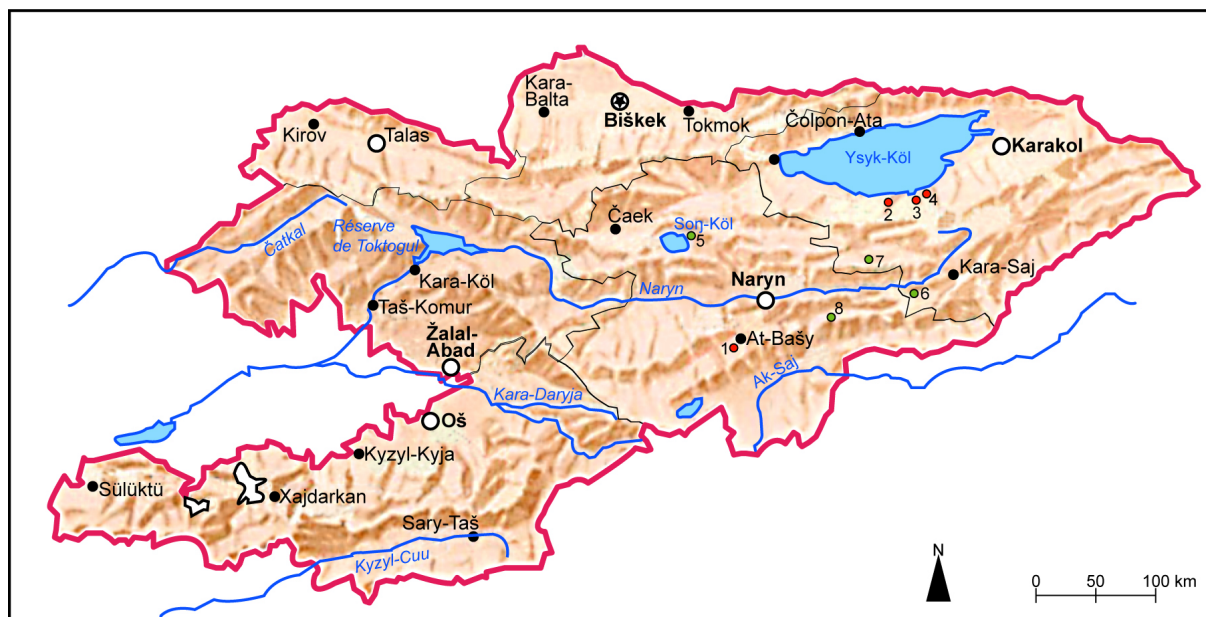 Kara-
Balta
Biškek
Tokmok
Kirov
Talas
Čolpon-Ata
Ysyk-Köl
Karakol
4
2
3
Čaek
Soŋ-Köl
5
Réserve
de Toktogul
Čatkal
7
Kara-Köl
Kara-Saj
Naryn
Naryn
6
Taš-Komur
8
Žalal-
Abad
At-Bašy
1
Ak-Saj
Kara-Daryja
Oš
Kyzyl-Kyja
Sülüktü
Xajdarkan
Sary-Taš
Kyzyl-Cuu
N
0 50 100 km